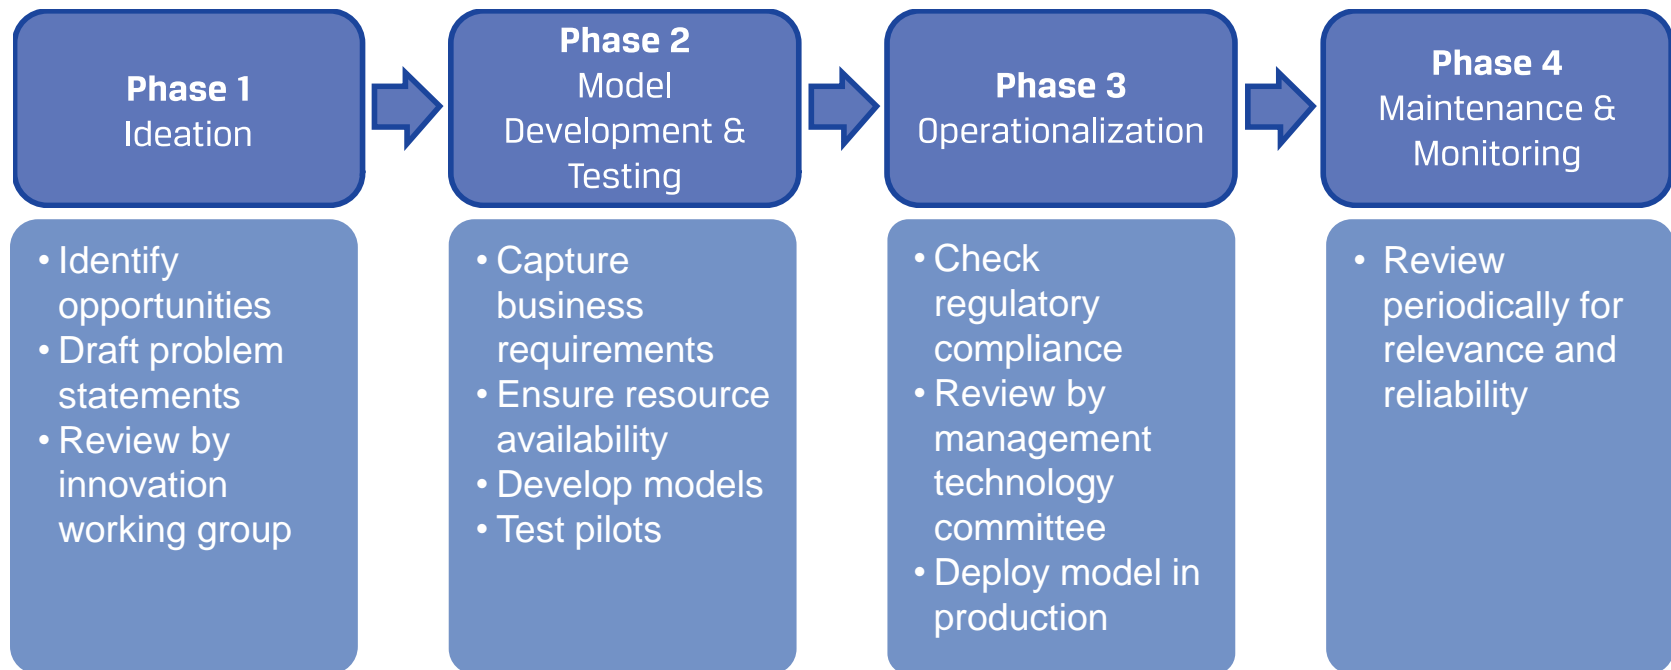 Phase 1
Ideation
Phase 2
Model
Development &
Testing
Phase 3
Operationalization
Phase 4
Maintenance &
Monitoring
• Identify
opportunities
• Draft problem
statements
• Review by
innovation
working group
• Capture
business
requirements
• Ensure resource
availability
• Develop models
• Test pilots
• Check
regulatory
compliance
• Review by
management
technology
committee
• Deploy model in
production
• Review
periodically for
relevance and
reliability